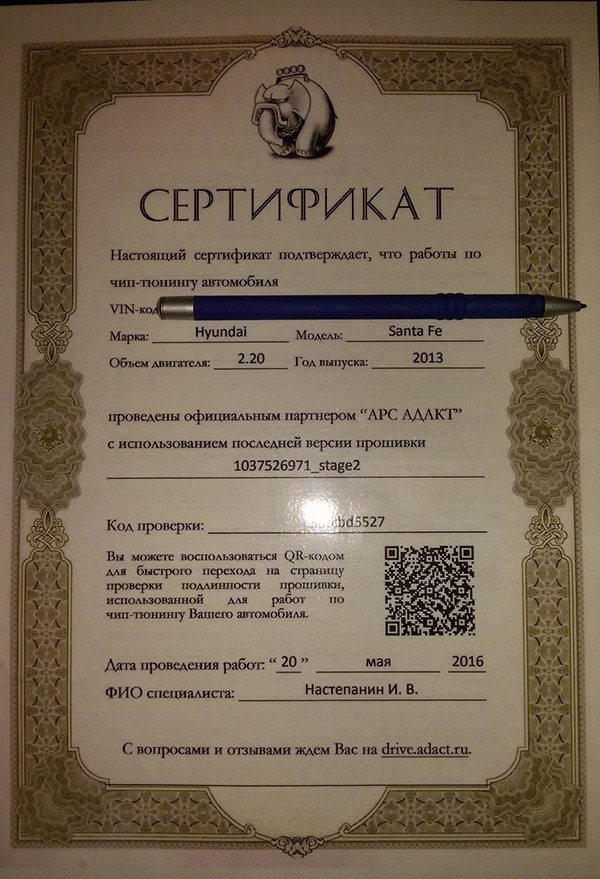 СЕРТИФИКАТ
Настоящий сертификат подтверждает, что работы по
чип-тюнингу автомобиля
VIN-код
Марка: Hyundai Модель: Santa Fe
Объем двигателя: 2.20 Год выпуска: 2013
проведены официальным партнером “АРС АДАКТ”
с использованием последней версии прошивки
1037526971_stage2
Код проверки:
Вы можете воспользоваться QR-кодом
для быстрого перехода на страницу
проверки подлинности прошивки,
использованной для работ по
чип-тюнингу Вашего автомобиля.
Дата проведения работ: “ 20 ” мая 2016
ФИО специалиста: Настепанин И. В.
С вопросами и отзывами ждем Вас на drive.adact.ru.